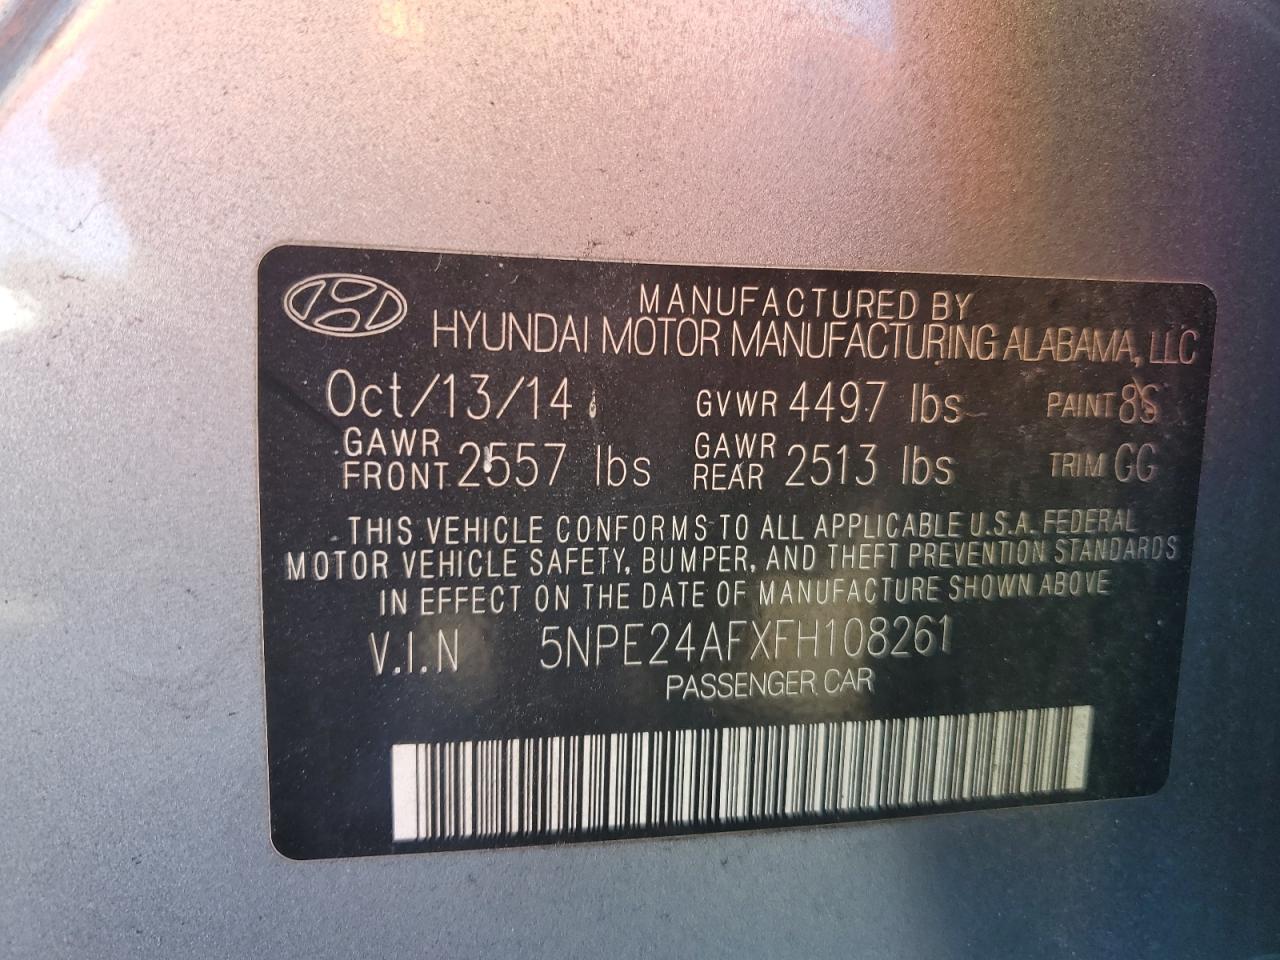 MANUFACTURED BY
HYUNDAI MOTOR MANUFACTURING ALABAMA, LLC
Oct/13/14 GVWR 4497 lbs PAINT 8S
GAWR FRONT 2557 lbs GAWR REAR 2513 lbs TRIM GG
THIS VEHICLE CONFORMS TO ALL APPLICABLE U.S.A. FEDERAL
MOTOR VEHICLE SAFETY, BUMPER, AND THEFT PREVENTION STANDARDS
IN EFFECT ON THE DATE OF MANUFACTURE SHOWN ABOVE
V.I.N 5NPE24AFXFH108261
PASSENGER CAR